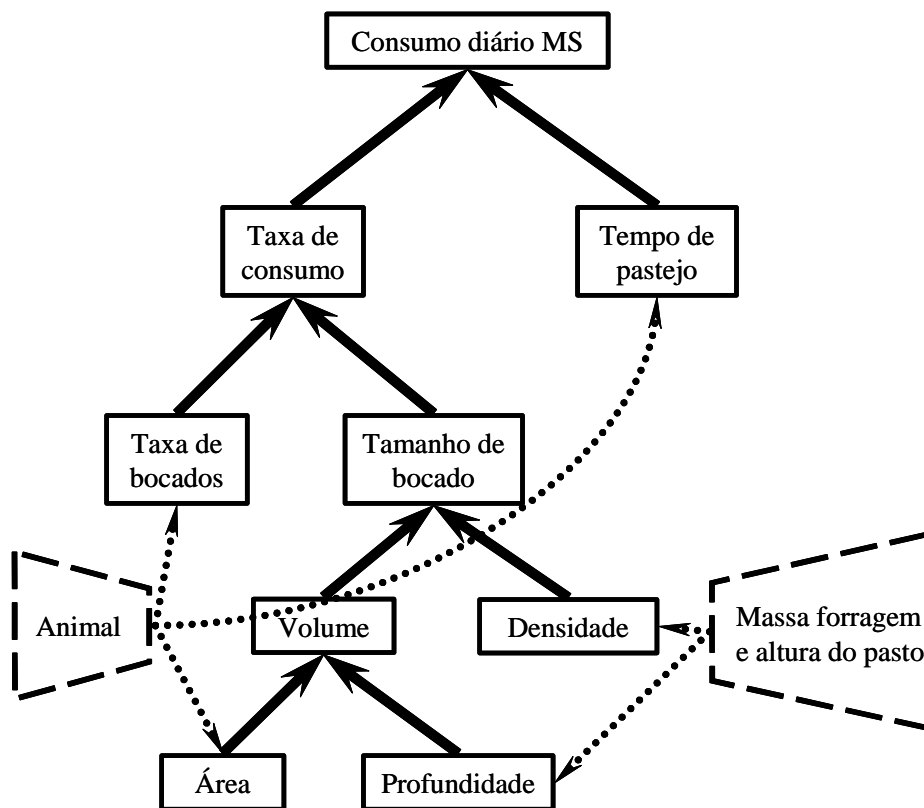 Consumo diário MS
Taxa de
consumo
Tempo de
pastejo
Taxa de
bocados
Tamanho de
bocado
Animal
Volume
Densidade
Massa forragem
e altura do pasto
Área
Profundidade